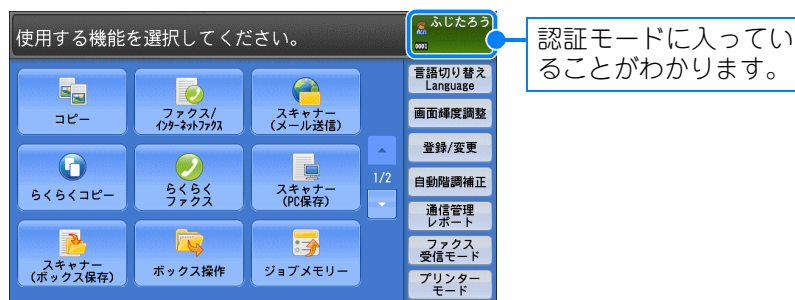 使用する機能を選択してください。
ふじたろう
0001
認証モードに入ってい
ることがわかります。
コピー
ファクス/
インターネットファクス
スキャナー
(メール送信)
らくらくコピー
らくらく
ファクス
スキャナー
(PC保存)
スキャナー
(ボックス保存)
ボックス操作
ジョブメモリー
1/2
言語切り替え
Language
画面輝度調整
登録/変更
自動階調補正
通信管理
レポート
ファクス
受信モード
プリンター
モード